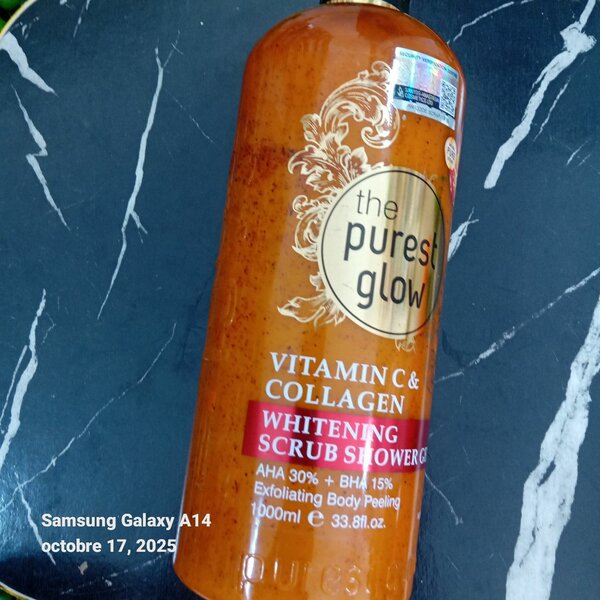 the
purest
glow
VITAMIN C &
COLLAGEN
WHITENING
SCRUB SHOWER
AHA 30% + BHA 15%
Exfoliating Body Peeling
1000ml e 33.8fl.oz.
Samsung Galaxy A14
octobre 17, 2025